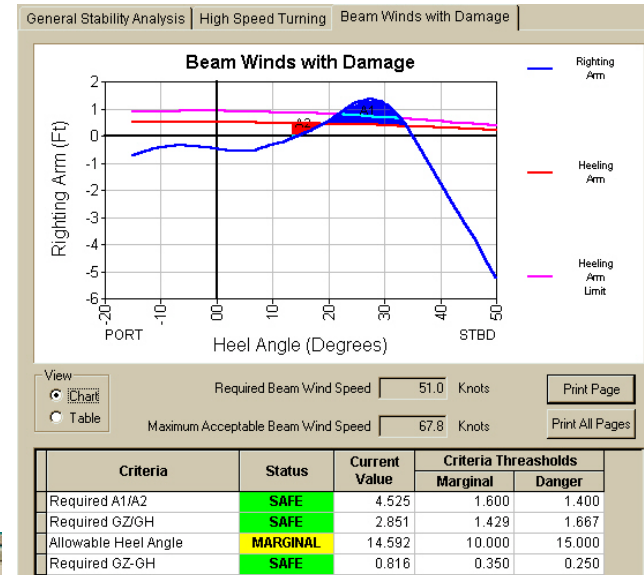 General Stability Analysis High Speed Turning Beam Winds with Damage
Beam Winds with Damage
Righting Arm (Ft)
2
1
0
-1
-2
-3
-4
-5
-6
A2
A1
-20
-10
00
10
20
30
40
50
PORT
STBD
Heel Angle (Degrees)
Righting
Arm
Heeling
Arm
Heeling
Arm
Limit
View
Chart
Table
Required Beam Wind Speed 51.0 Knots
Maximum Acceptable Beam Wind Speed 67.8 Knots
Print Page
Print All Pages
Criteria Status Current Value Criteria Threasholds
Marginal Danger
Required A1/A2 SAFE 4.525 1.600 1.400
Required GZ/GH SAFE 2.851 1.429 1.667
Allowable Heel Angle MARGINAL 14.592 10.000 15.000
Required GZ-GH SAFE 0.816 0.350 0.250